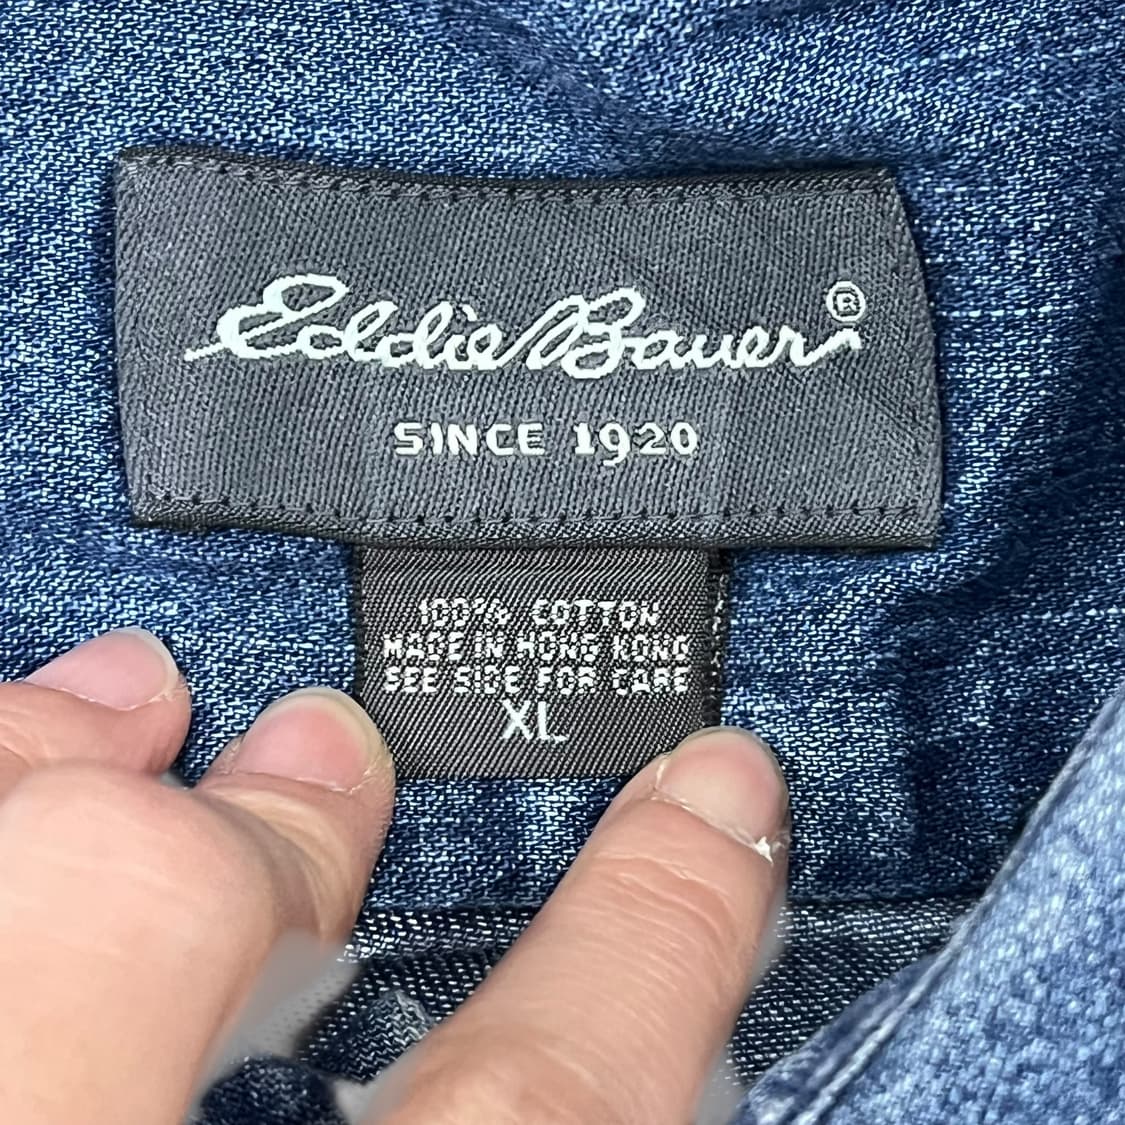 Eddie Bauer®
SINCE 1920
100% COTTON
MADE IN HONG KONG
SEE SIDE FOR CARE
XL